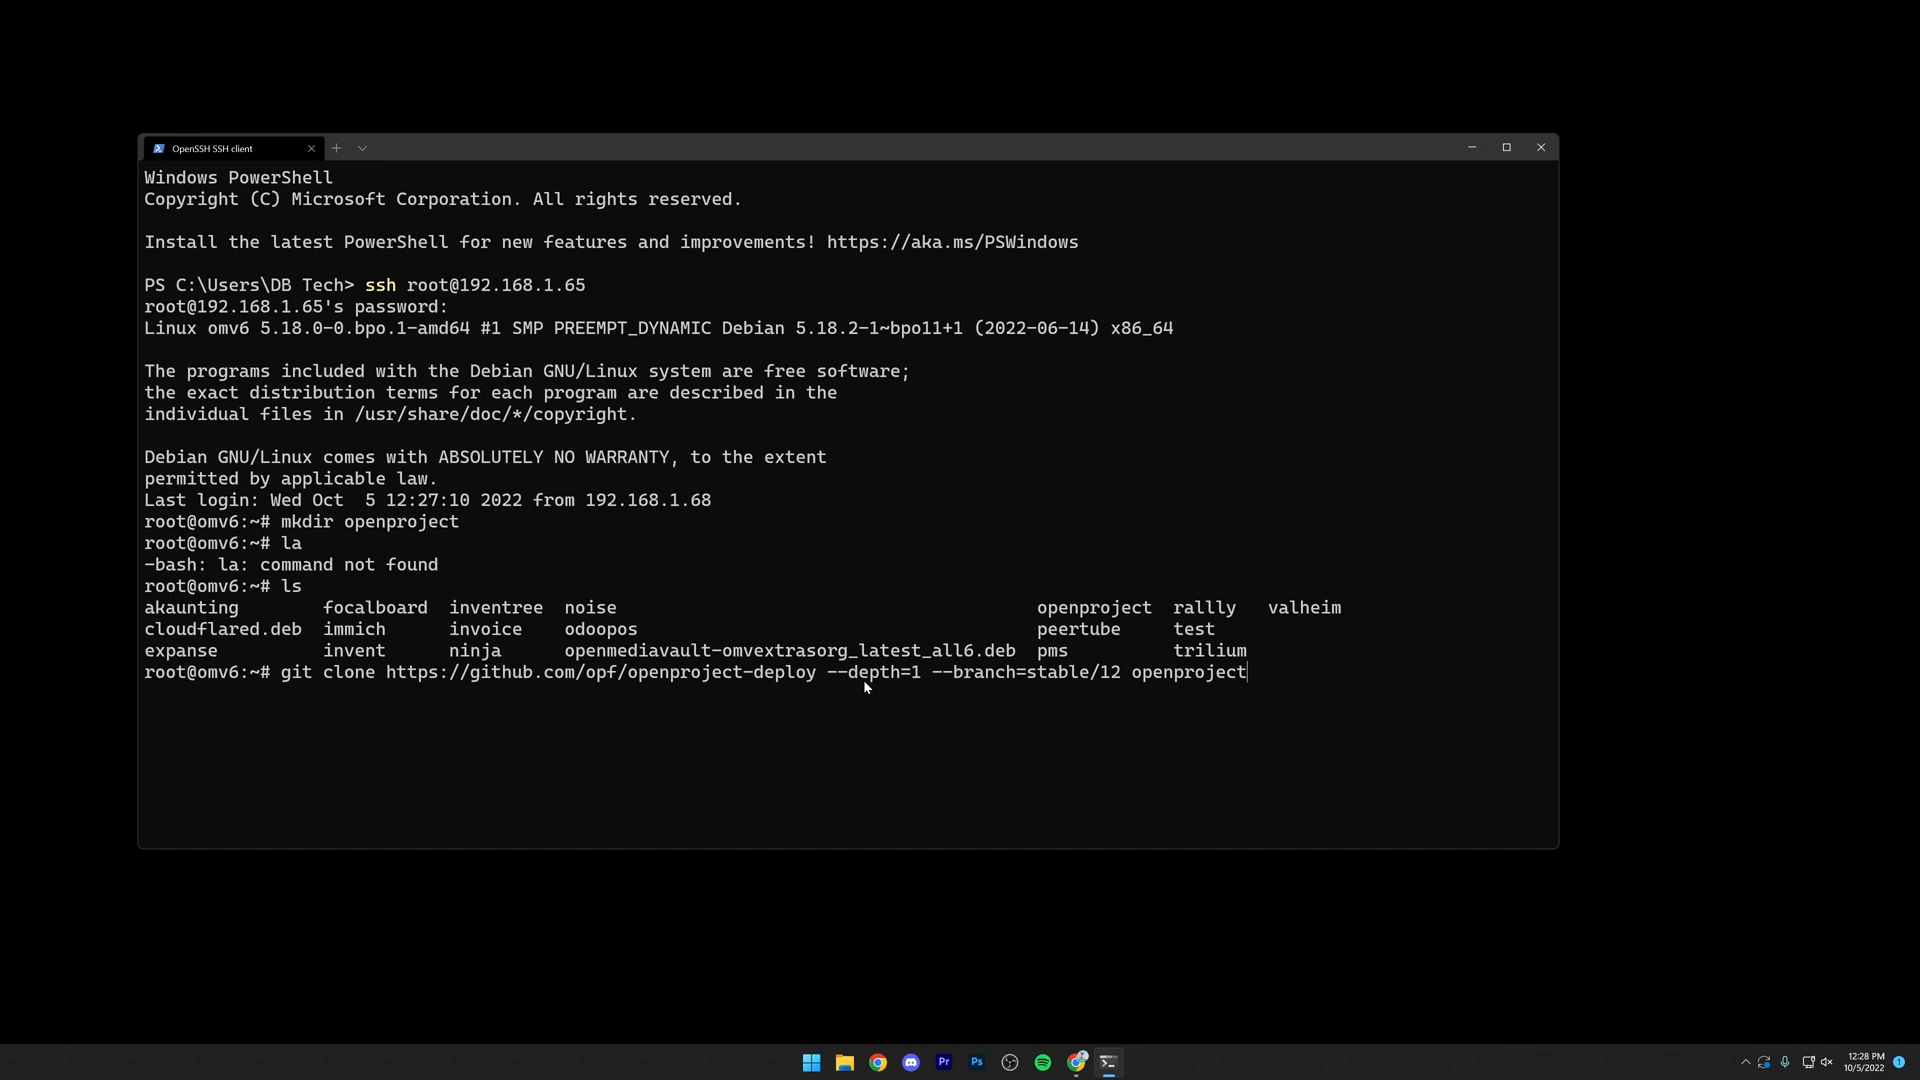 OpenSSH SSH client
Windows PowerShell
Copyright (C) Microsoft Corporation. All rights reserved.
Install the latest PowerShell for new features and improvements! https://aka.ms/PSWindows
PS C:\Users\DB Tech> ssh root@192.168.1.65
root@192.168.1.65's password:
Linux omv6 5.18.0-0.bpo.1-amd64 #1 SMP PREEMPT_DYNAMIC Debian 5.18.2-1~bpo11+1 (2022-06-14) x86_64
The programs included with the Debian GNU/Linux system are free software;
the exact distribution terms for each program are described in the
individual files in /usr/share/doc/*/copyright.
Debian GNU/Linux comes with ABSOLUTELY NO WARRANTY, to the extent
permitted by applicable law.
Last login: Wed Oct  5 12:27:10 2022 from 192.168.1.68
root@omv6:~# mkdir openproject
root@omv6:~# la
-bash: la: command not found
root@omv6:~# ls
akaunting focalboard inventree noise openproject rallly valheim
cloudflared.deb immich invoice odoopos peertube test
expanse invent ninja openmediavault-omvextrasorg_latest_all6.deb pms trilium
root@omv6:~# git clone https://github.com/opf/openproject-deploy --depth=1 --branch=stable/12 openproject
Pr
Ps
12:28 PM
10/5/2022
1